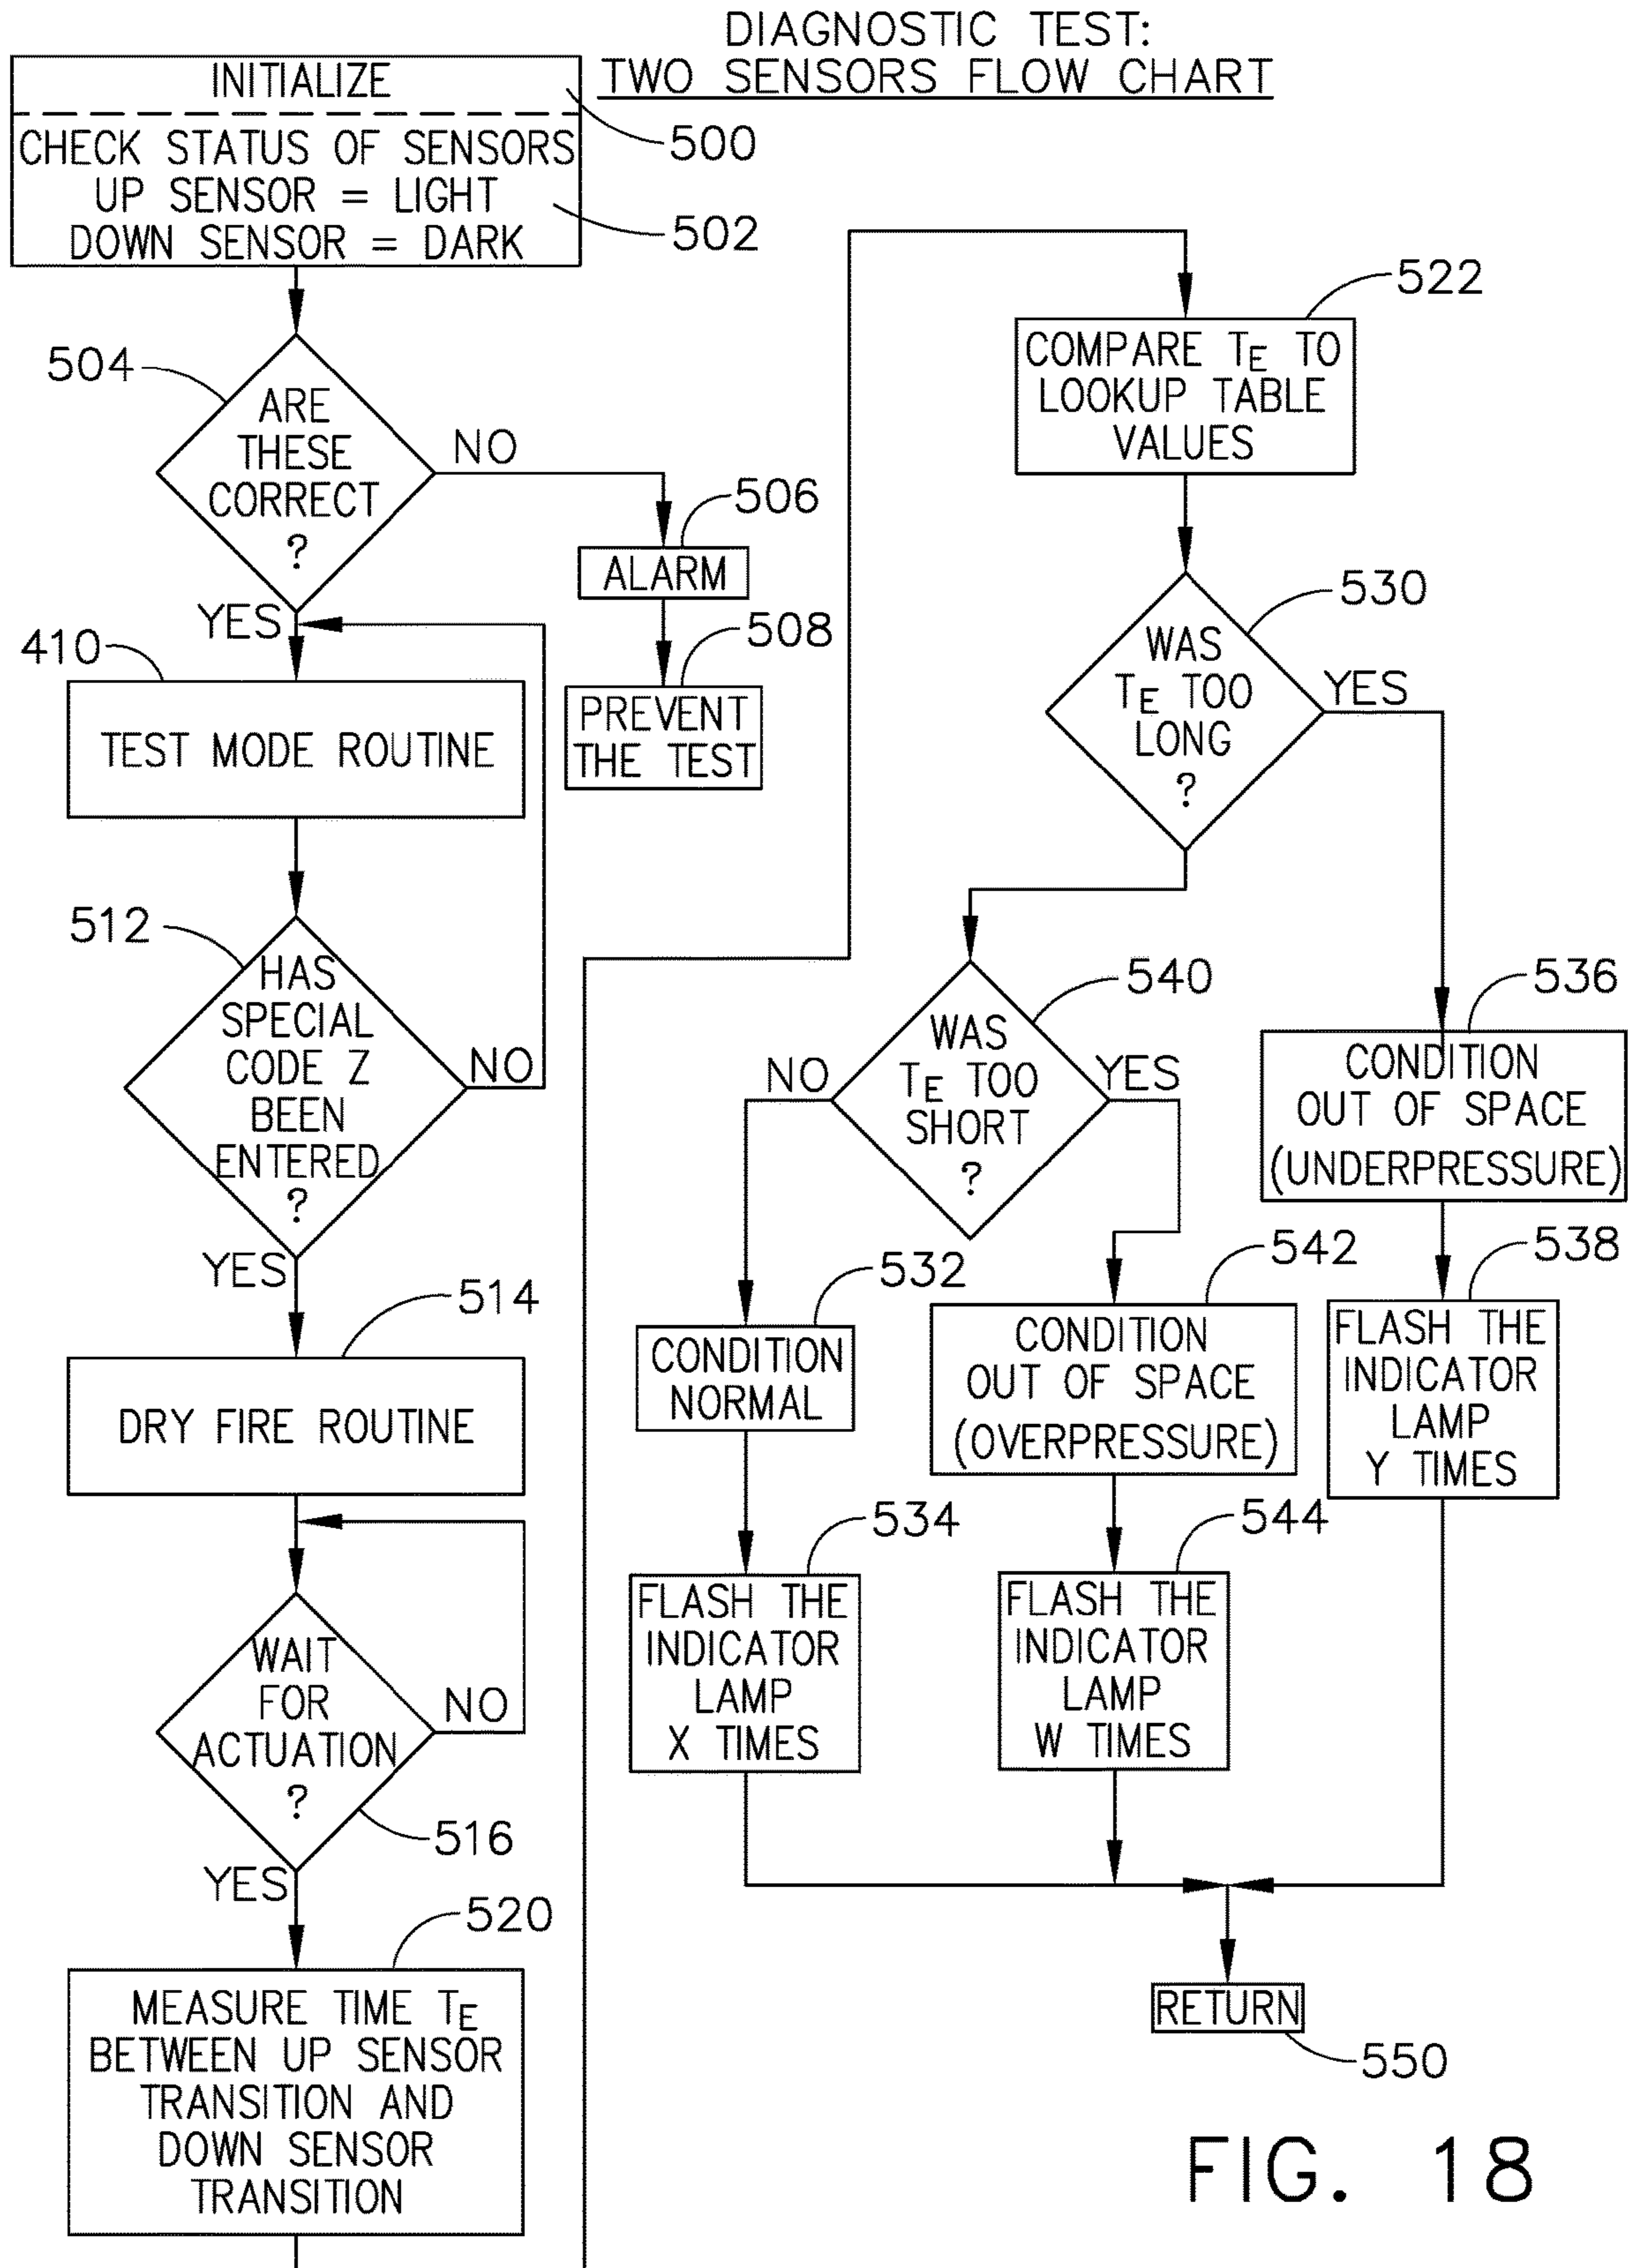 DIAGNOSTIC TEST:
TWO SENSORS FLOW CHART
INITIALIZE
500
CHECK STATUS OF SENSORS
UP SENSOR = LIGHT
DOWN SENSOR = DARK
502
504
ARE
THESE
CORRECT
?
NO
YES
506
ALARM
508
PREVENT
THE TEST
410
TEST MODE ROUTINE
512
HAS
SPECIAL
CODE Z
BEEN
ENTERED
?
NO
YES
514
DRY FIRE ROUTINE
WAIT
FOR
ACTUATION
?
NO
516
YES
520
MEASURE TIME TE
BETWEEN UP SENSOR
TRANSITION AND
DOWN SENSOR
TRANSITION
522
COMPARE TE TO
LOOKUP TABLE
VALUES
530
WAS
TE TOO
LONG
?
YES
540
WAS
TE TOO
SHORT
?
NO
YES
536
CONDITION
OUT OF SPACE
(UNDERPRESSURE)
538
FLASH THE
INDICATOR
LAMP
Y TIMES
532
CONDITION
NORMAL
542
CONDITION
OUT OF SPACE
(OVERPRESSURE)
534
FLASH THE
INDICATOR
LAMP
X TIMES
544
FLASH THE
INDICATOR
LAMP
W TIMES
RETURN
550
FIG. 18